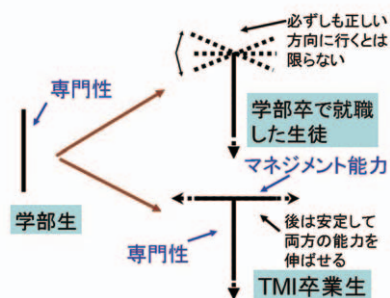 必ずしも正しい
方向に行くとは
限らない
専門性
学部卒で就職
した生徒
マネジメント能力
学部生
専門性
後は安定して
両方の能力を
伸ばせる
TMI卒業生